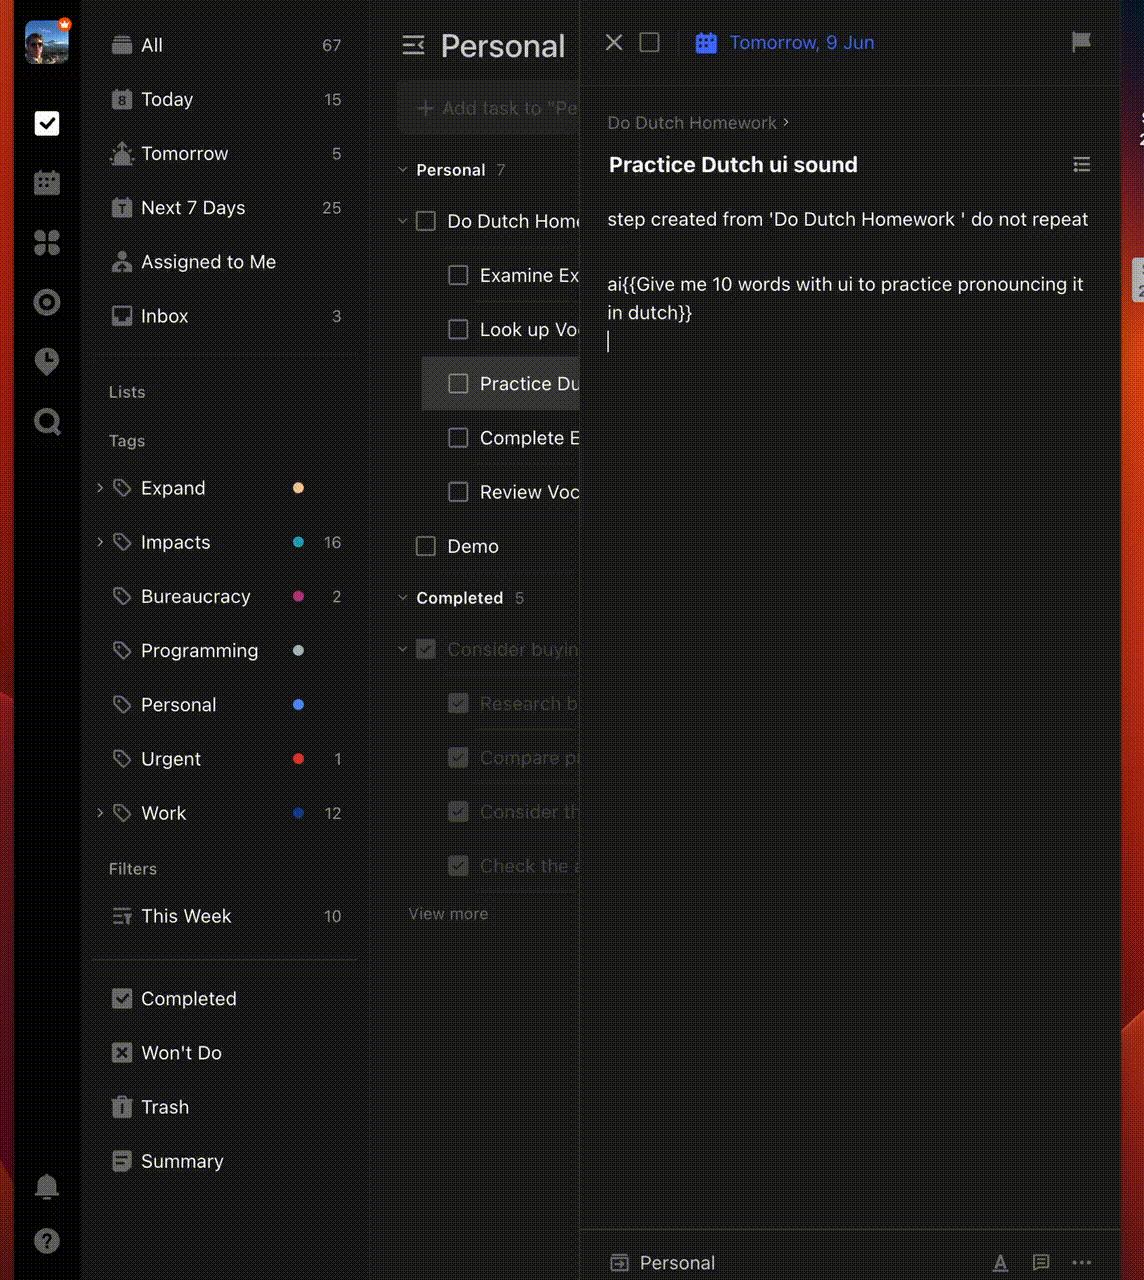 All 67
Today 15
Tomorrow 5
Next 7 Days 25
Assigned to Me
Inbox 3
Lists
Tags
Expand
Impacts 16
Bureaucracy 2
Programming
Personal
Urgent 1
Work 12
Filters
This Week 10
Completed
Won't Do
Trash
Summary
Personal
+ Add task to "Pe
Personal 7
Do Dutch Home
Examine Ex
Look up Vo
Practice Du
Complete E
Review Voc
Demo
Completed 5
Consider buyin
Research b
Compare p
Consider th
Check the a
View more
Tomorrow, 9 Jun
Do Dutch Homework >
Practice Dutch ui sound
step created from 'Do Dutch Homework ' do not repeat
ai{{Give me 10 words with ui to practice pronouncing it
in dutch}}
Personal